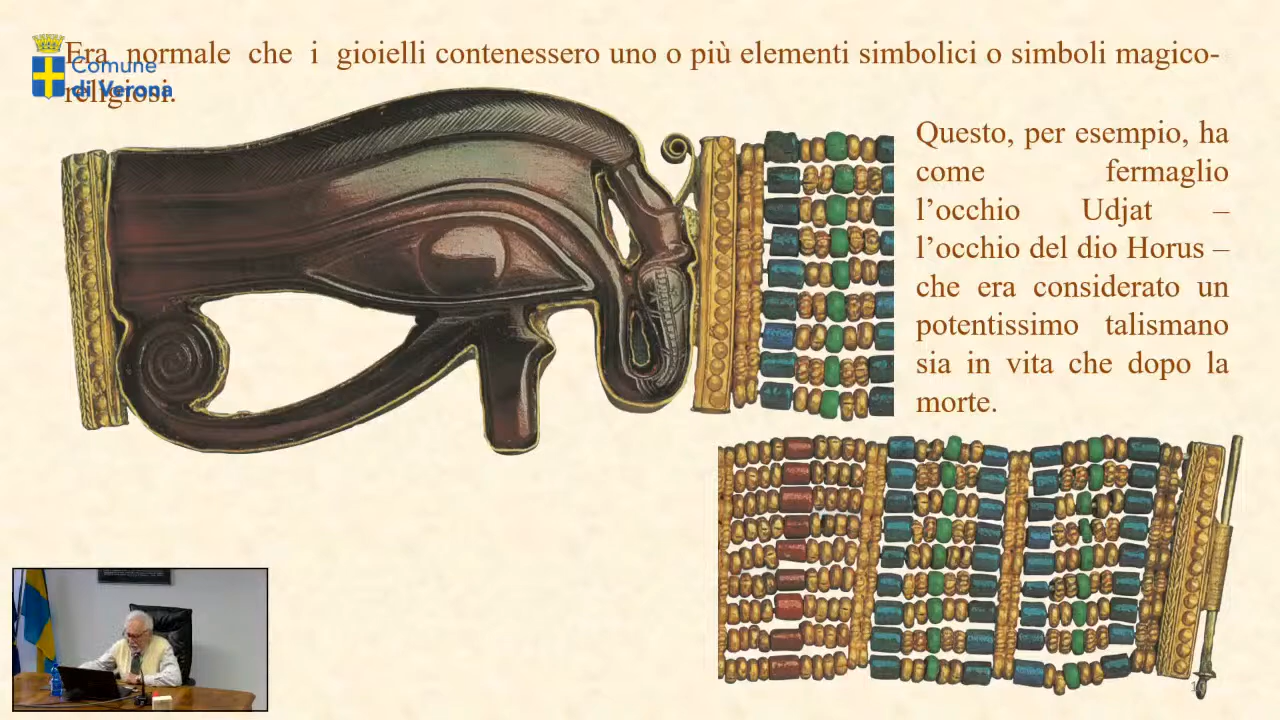 Era normale che i gioielli contenessero uno o più elementi simbolici o simboli magico-
religiosi.
Comune
di Verona
Questo, per esempio, ha
come fermaglio
l’occhio Udjat –
l’occhio del dio Horus –
che era considerato un
potentissimo talismano
sia in vita che dopo la
morte.